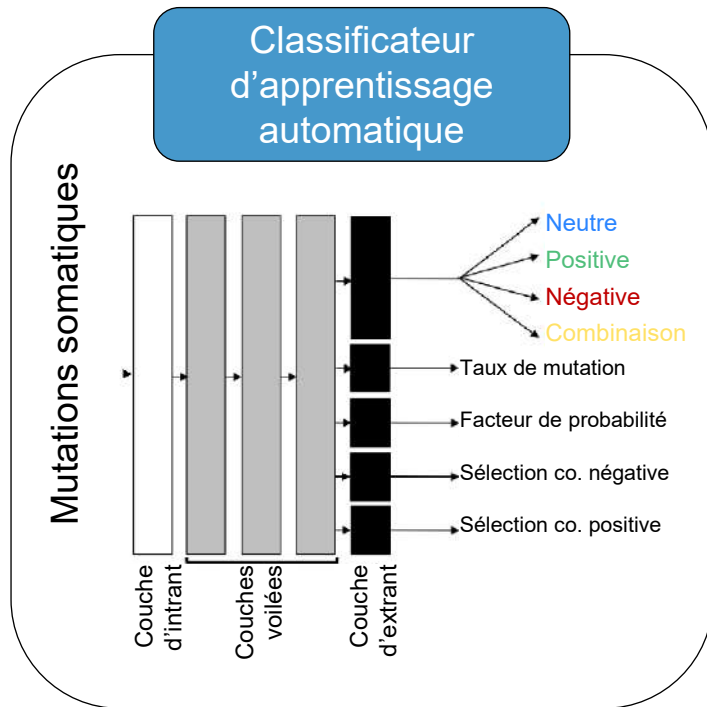 Classificateur
d’apprentissage
automatique
Mutations somatiques
Neutre
Positive
Négative
Combinaison
Taux de mutation
Facteur de probabilité
Sélection co. négative
Sélection co. positive
Couche
d’intrant
Couches
voilées
Couche
d’extrant